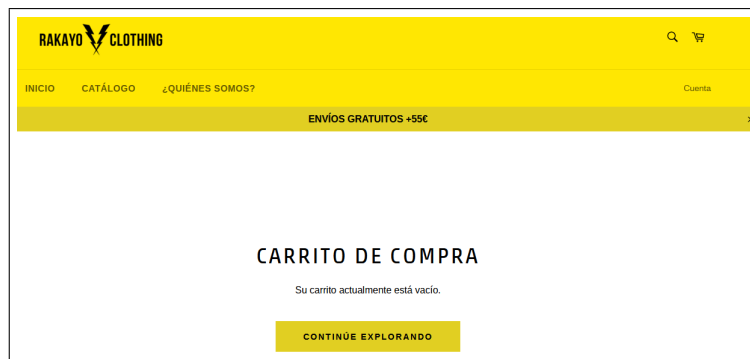 RAKAYO CLOTHING
INICIO CATÁLOGO ¿QUIÉNES SOMOS? Cuenta
ENVÍOS GRATUITOS +55€
CARRITO DE COMPRA
Su carrito actualmente está vacío.
CONTINÚE EXPLORANDO